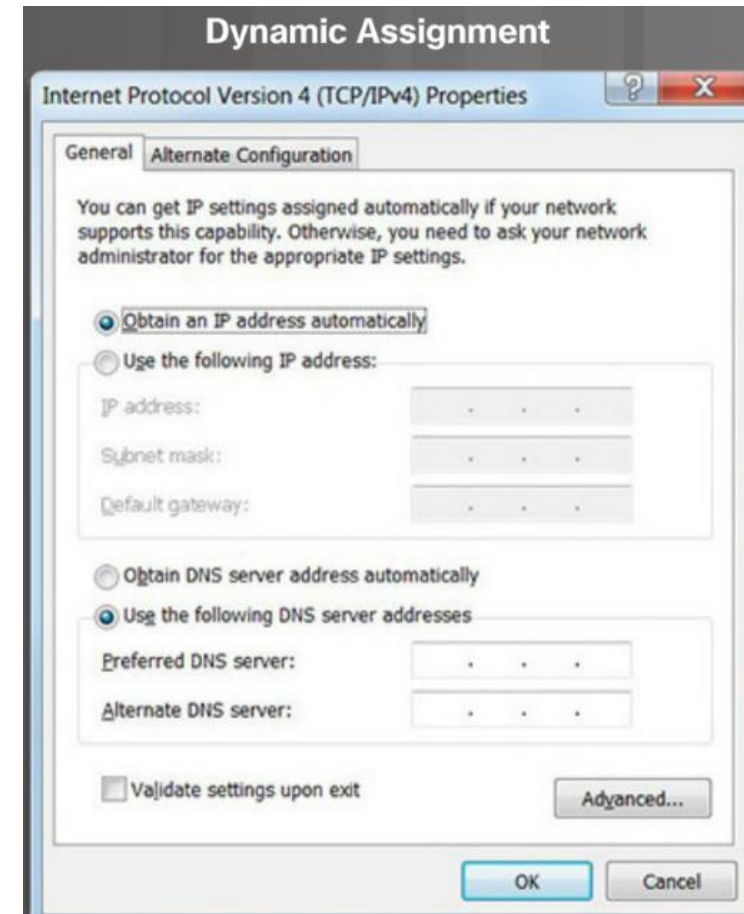 Dynamic Assignment
Internet Protocol Version 4 (TCP/IPv4) Properties
General
Alternate Configuration
You can get IP settings assigned automatically if your network
supports this capability. Otherwise, you need to ask your network
administrator for the appropriate IP settings.
Obtain an IP address automatically
Use the following IP address:
IP address:
Subnet mask:
Default gateway:
Obtain DNS server address automatically
Use the following DNS server addresses
Preferred DNS server:
Alternate DNS server:
Validate settings upon exit
Advanced...
OK
Cancel